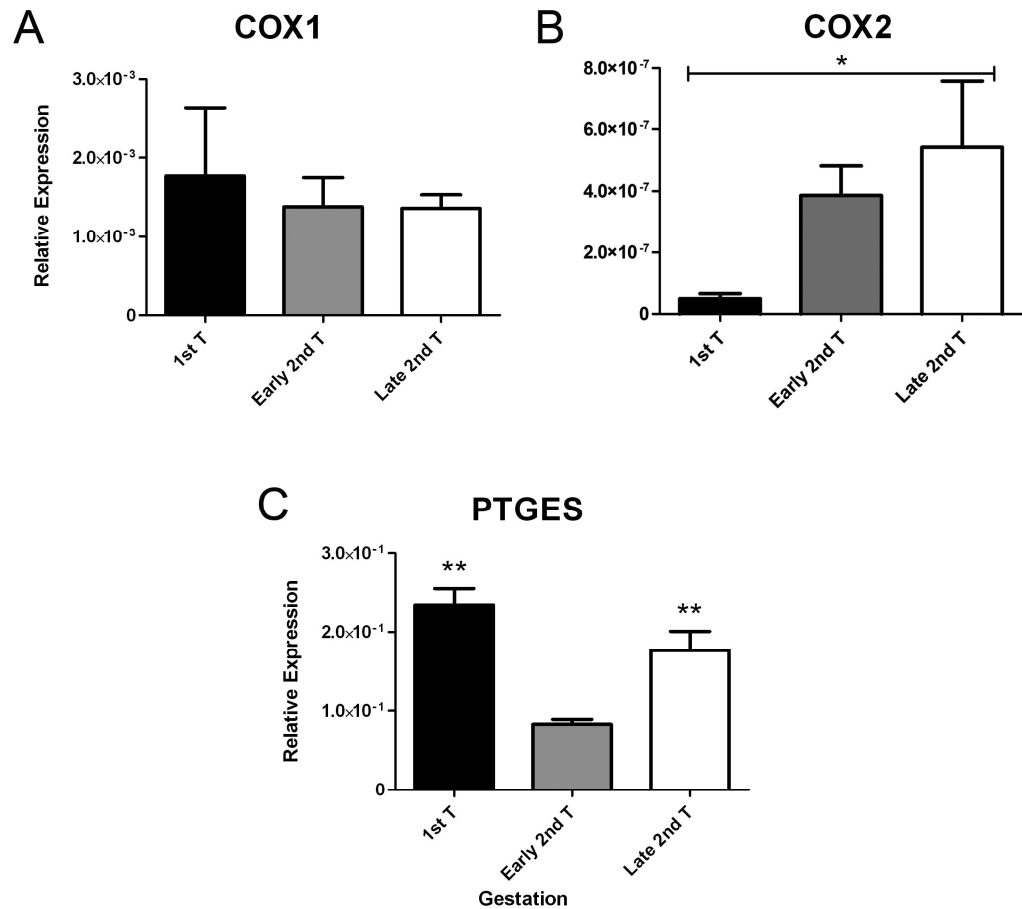 A
COX1
Relative Expression
3.0×10⁻³
2.0×10⁻³
1.0×10⁻³
0
1st T
Early 2nd T
Late 2nd T
B
COX2
8.0×10⁻⁷
6.0×10⁻⁷
4.0×10⁻⁷
2.0×10⁻⁷
0
*
1st T
Early 2nd T
Late 2nd T
C
PTGES
Relative Expression
3.0×10⁻¹
2.0×10⁻¹
1.0×10⁻¹
0
**
**
1st T
Early 2nd T
Late 2nd T
Gestation